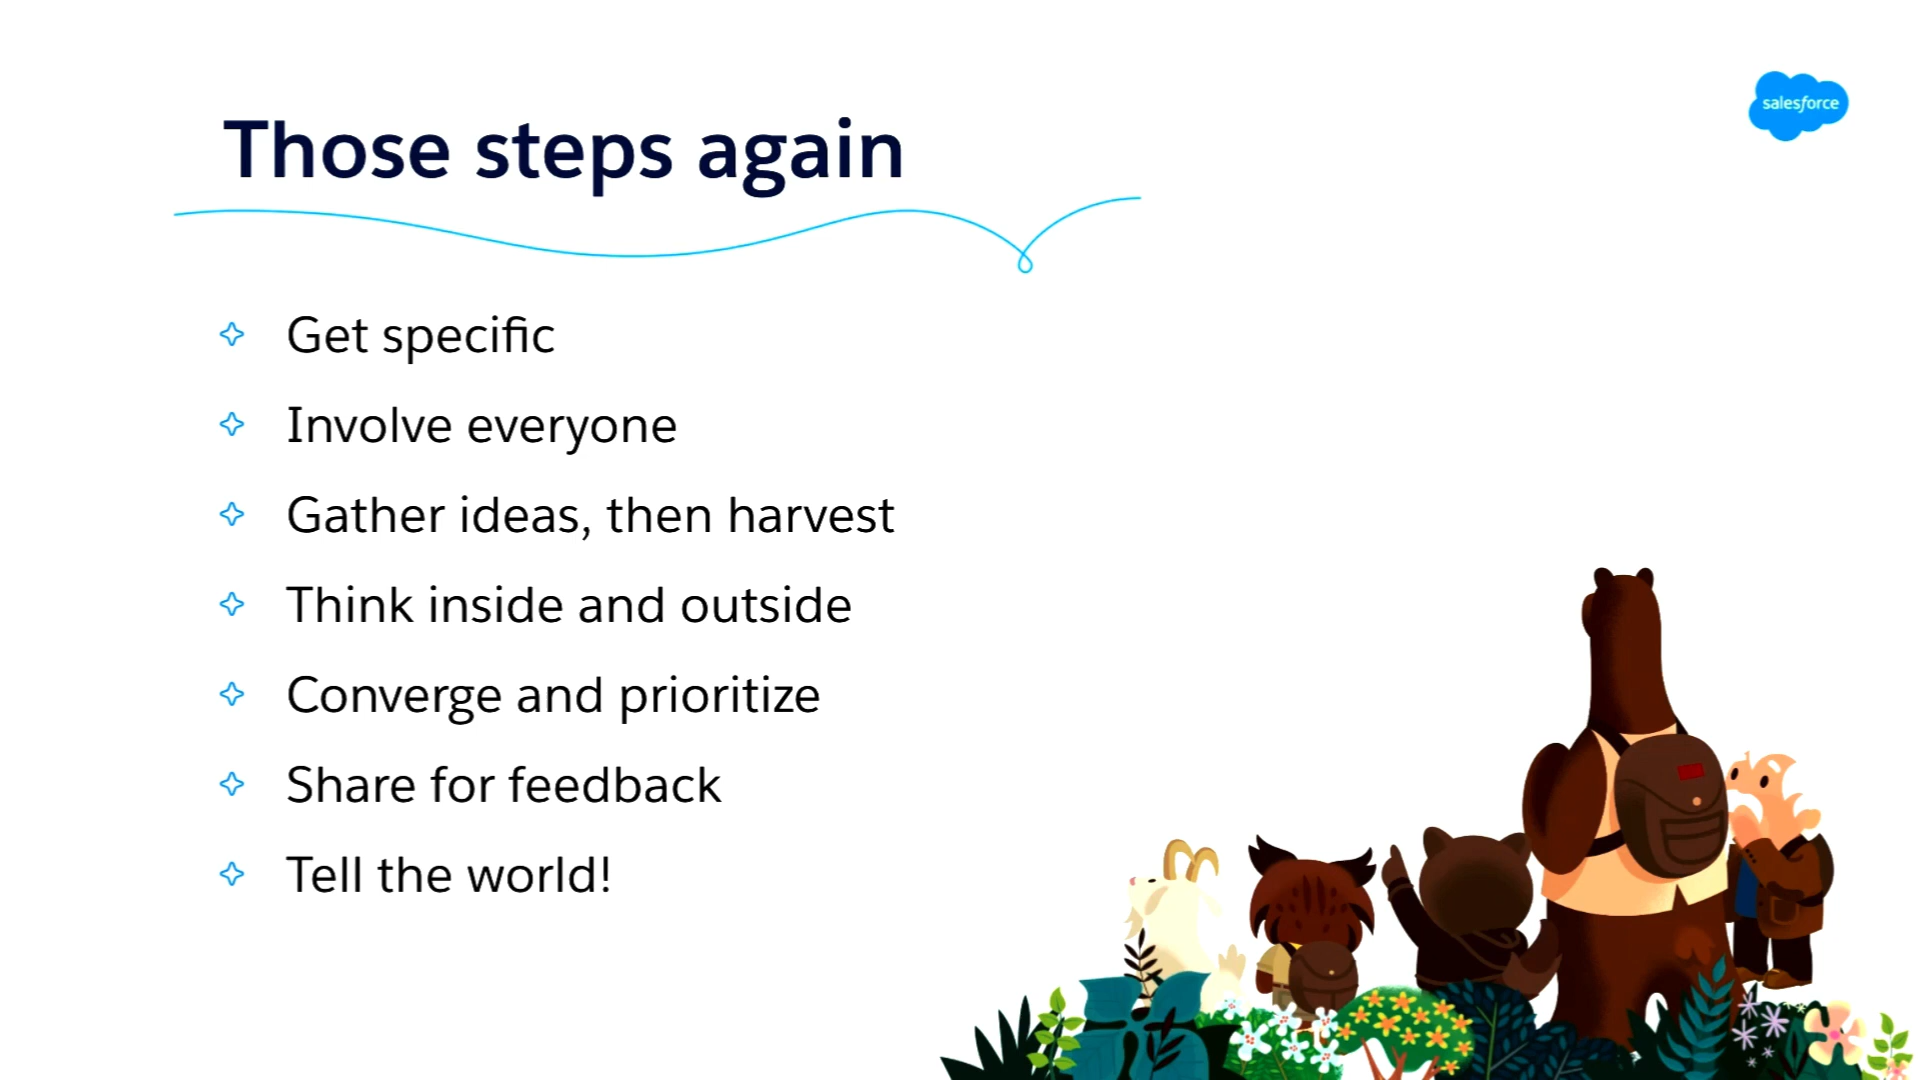 salesforce
Those steps again
Get specific
Involve everyone
Gather ideas, then harvest
Think inside and outside
Converge and prioritize
Share for feedback
Tell the world!